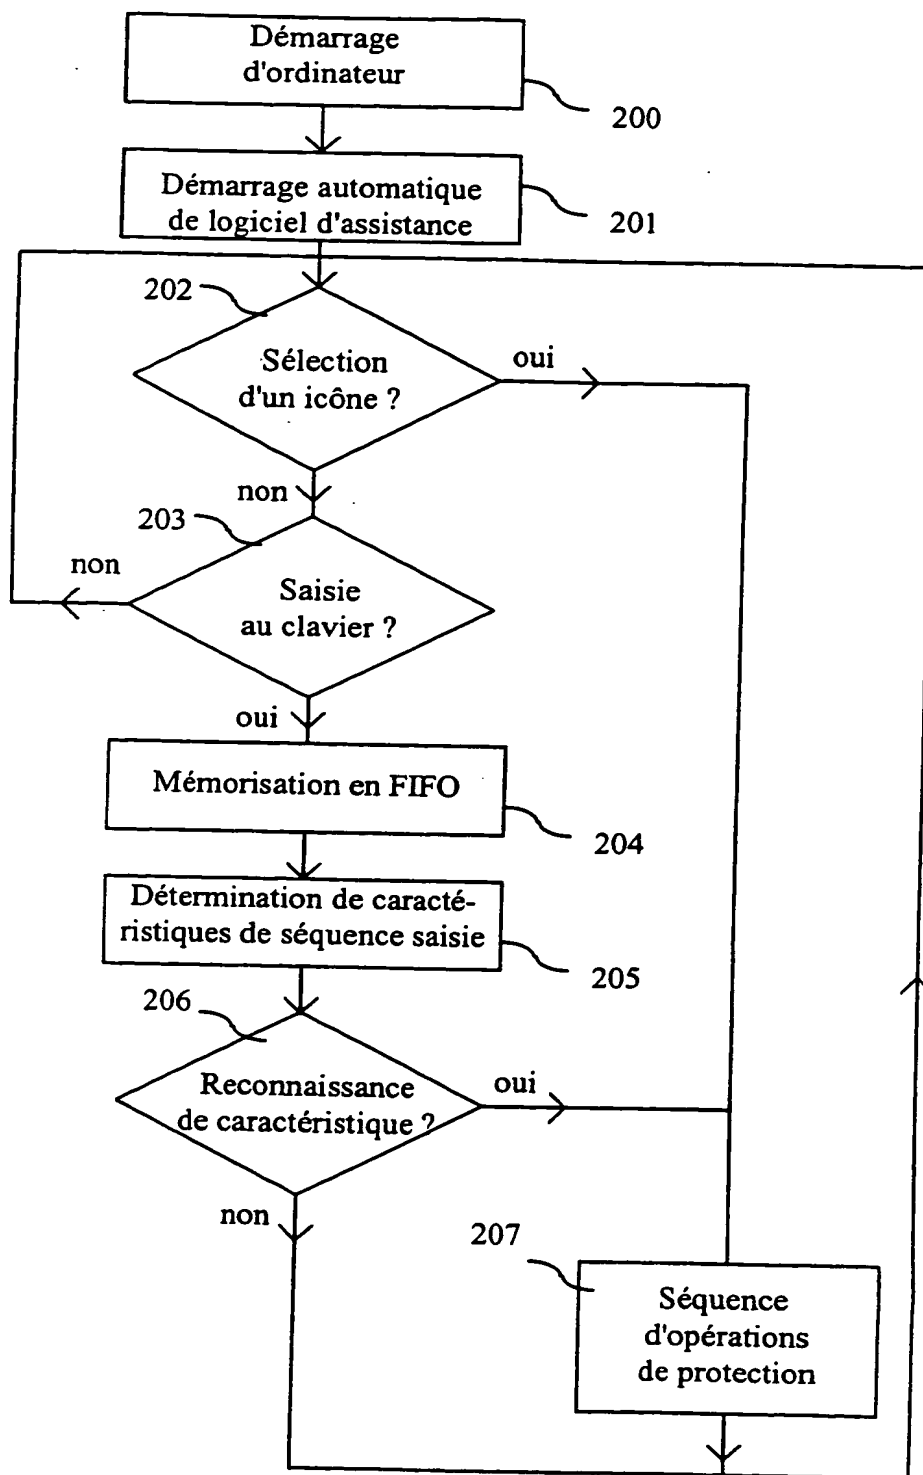 Démarrage
d'ordinateur
200
Démarrage automatique
de logiciel d'assistance
201
202
Sélection
d'un icône ?
oui
non
203
non
Saisie
au clavier ?
oui
Mémorisation en FIFO
204
Détermination de caracté-
ristiques de séquence saisie
205
206
Reconnaissance
de caractéristique ?
oui
non
207
Séquence
d'opérations
de protection